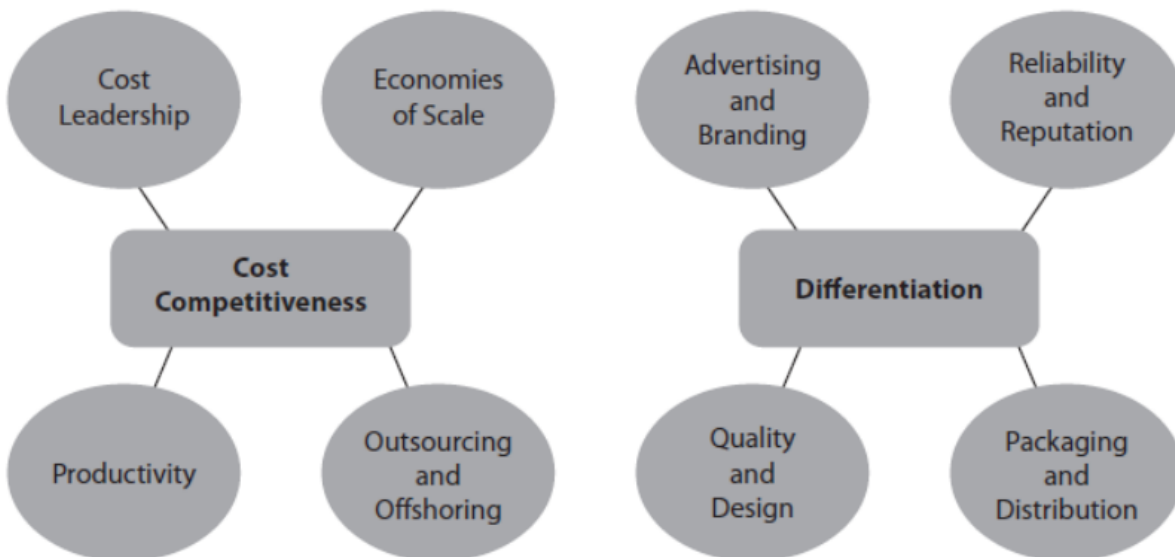 Cost
Leadership
Economies
of Scale
Cost
Competitiveness
Productivity
Outsourcing
and
Offshoring
Advertising
and
Branding
Reliability
and
Reputation
Differentiation
Quality
and
Design
Packaging
and
Distribution